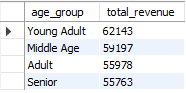 age_group total_revenue
Young Adult 62143
Middle Age 59197
Adult 55978
Senior 55763